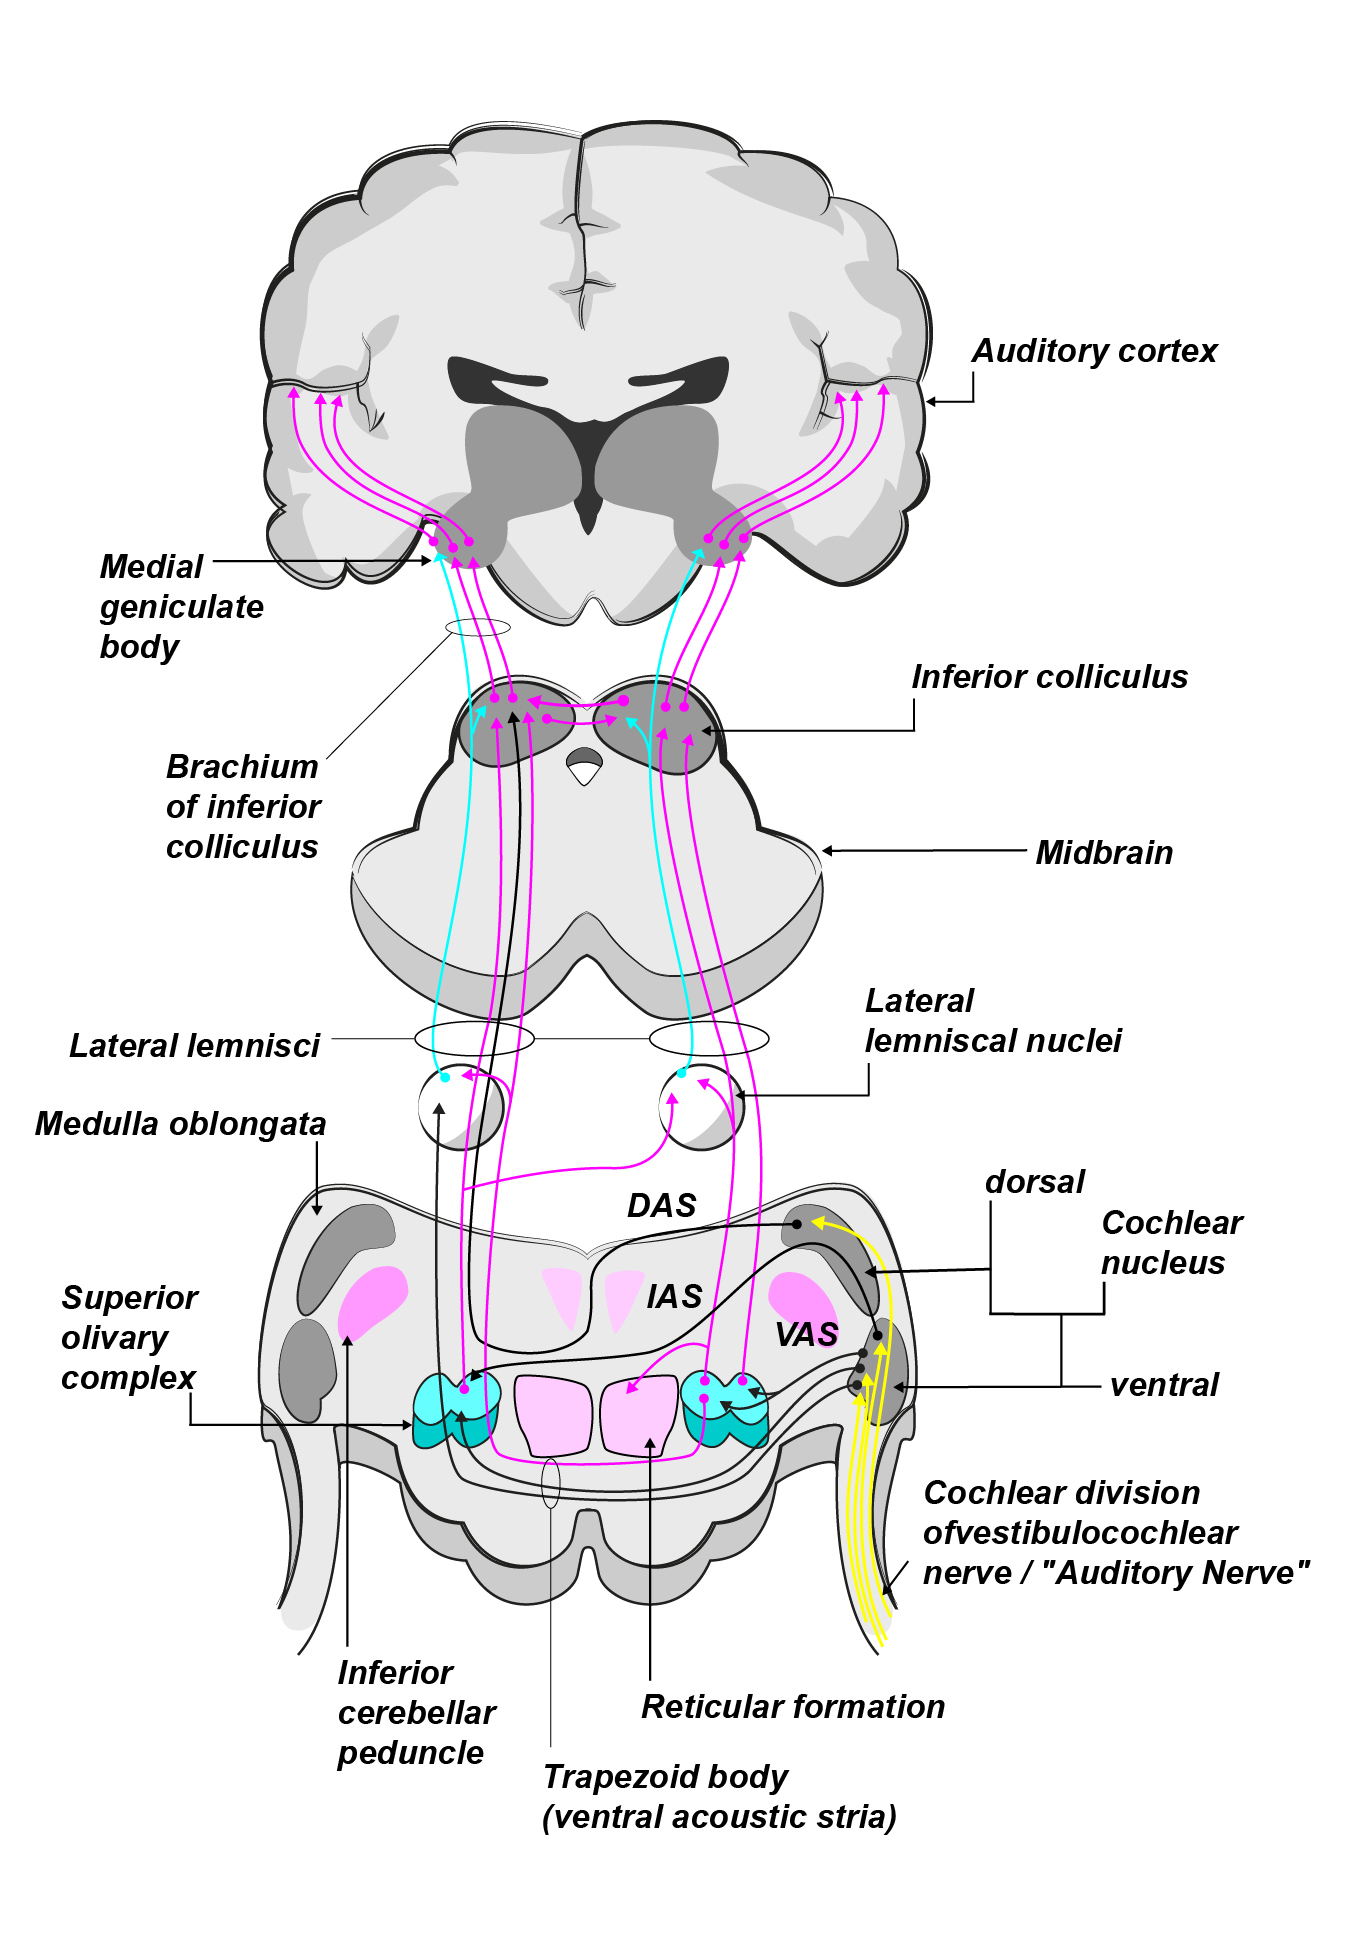 Auditory cortex
Medial
geniculate
body
Inferior colliculus
Brachium
of inferior
colliculus
Midbrain
Lateral
lemniscal nuclei
Lateral lemnisci
Medulla oblongata
dorsal
DAS
Cochlear
nucleus
Superior
olivary
complex
IAS
VAS
ventral
Cochlear division
ofvestibulocochlear
nerve / "Auditory Nerve"
Inferior
cerebellar
peduncle
Reticular formation
Trapezoid body
(ventral acoustic stria)